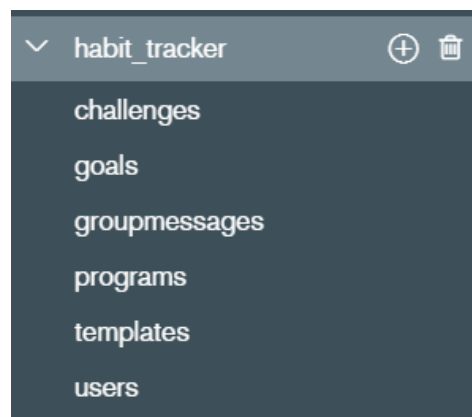 habit_tracker
challenges
goals
groupmessages
programs
templates
users